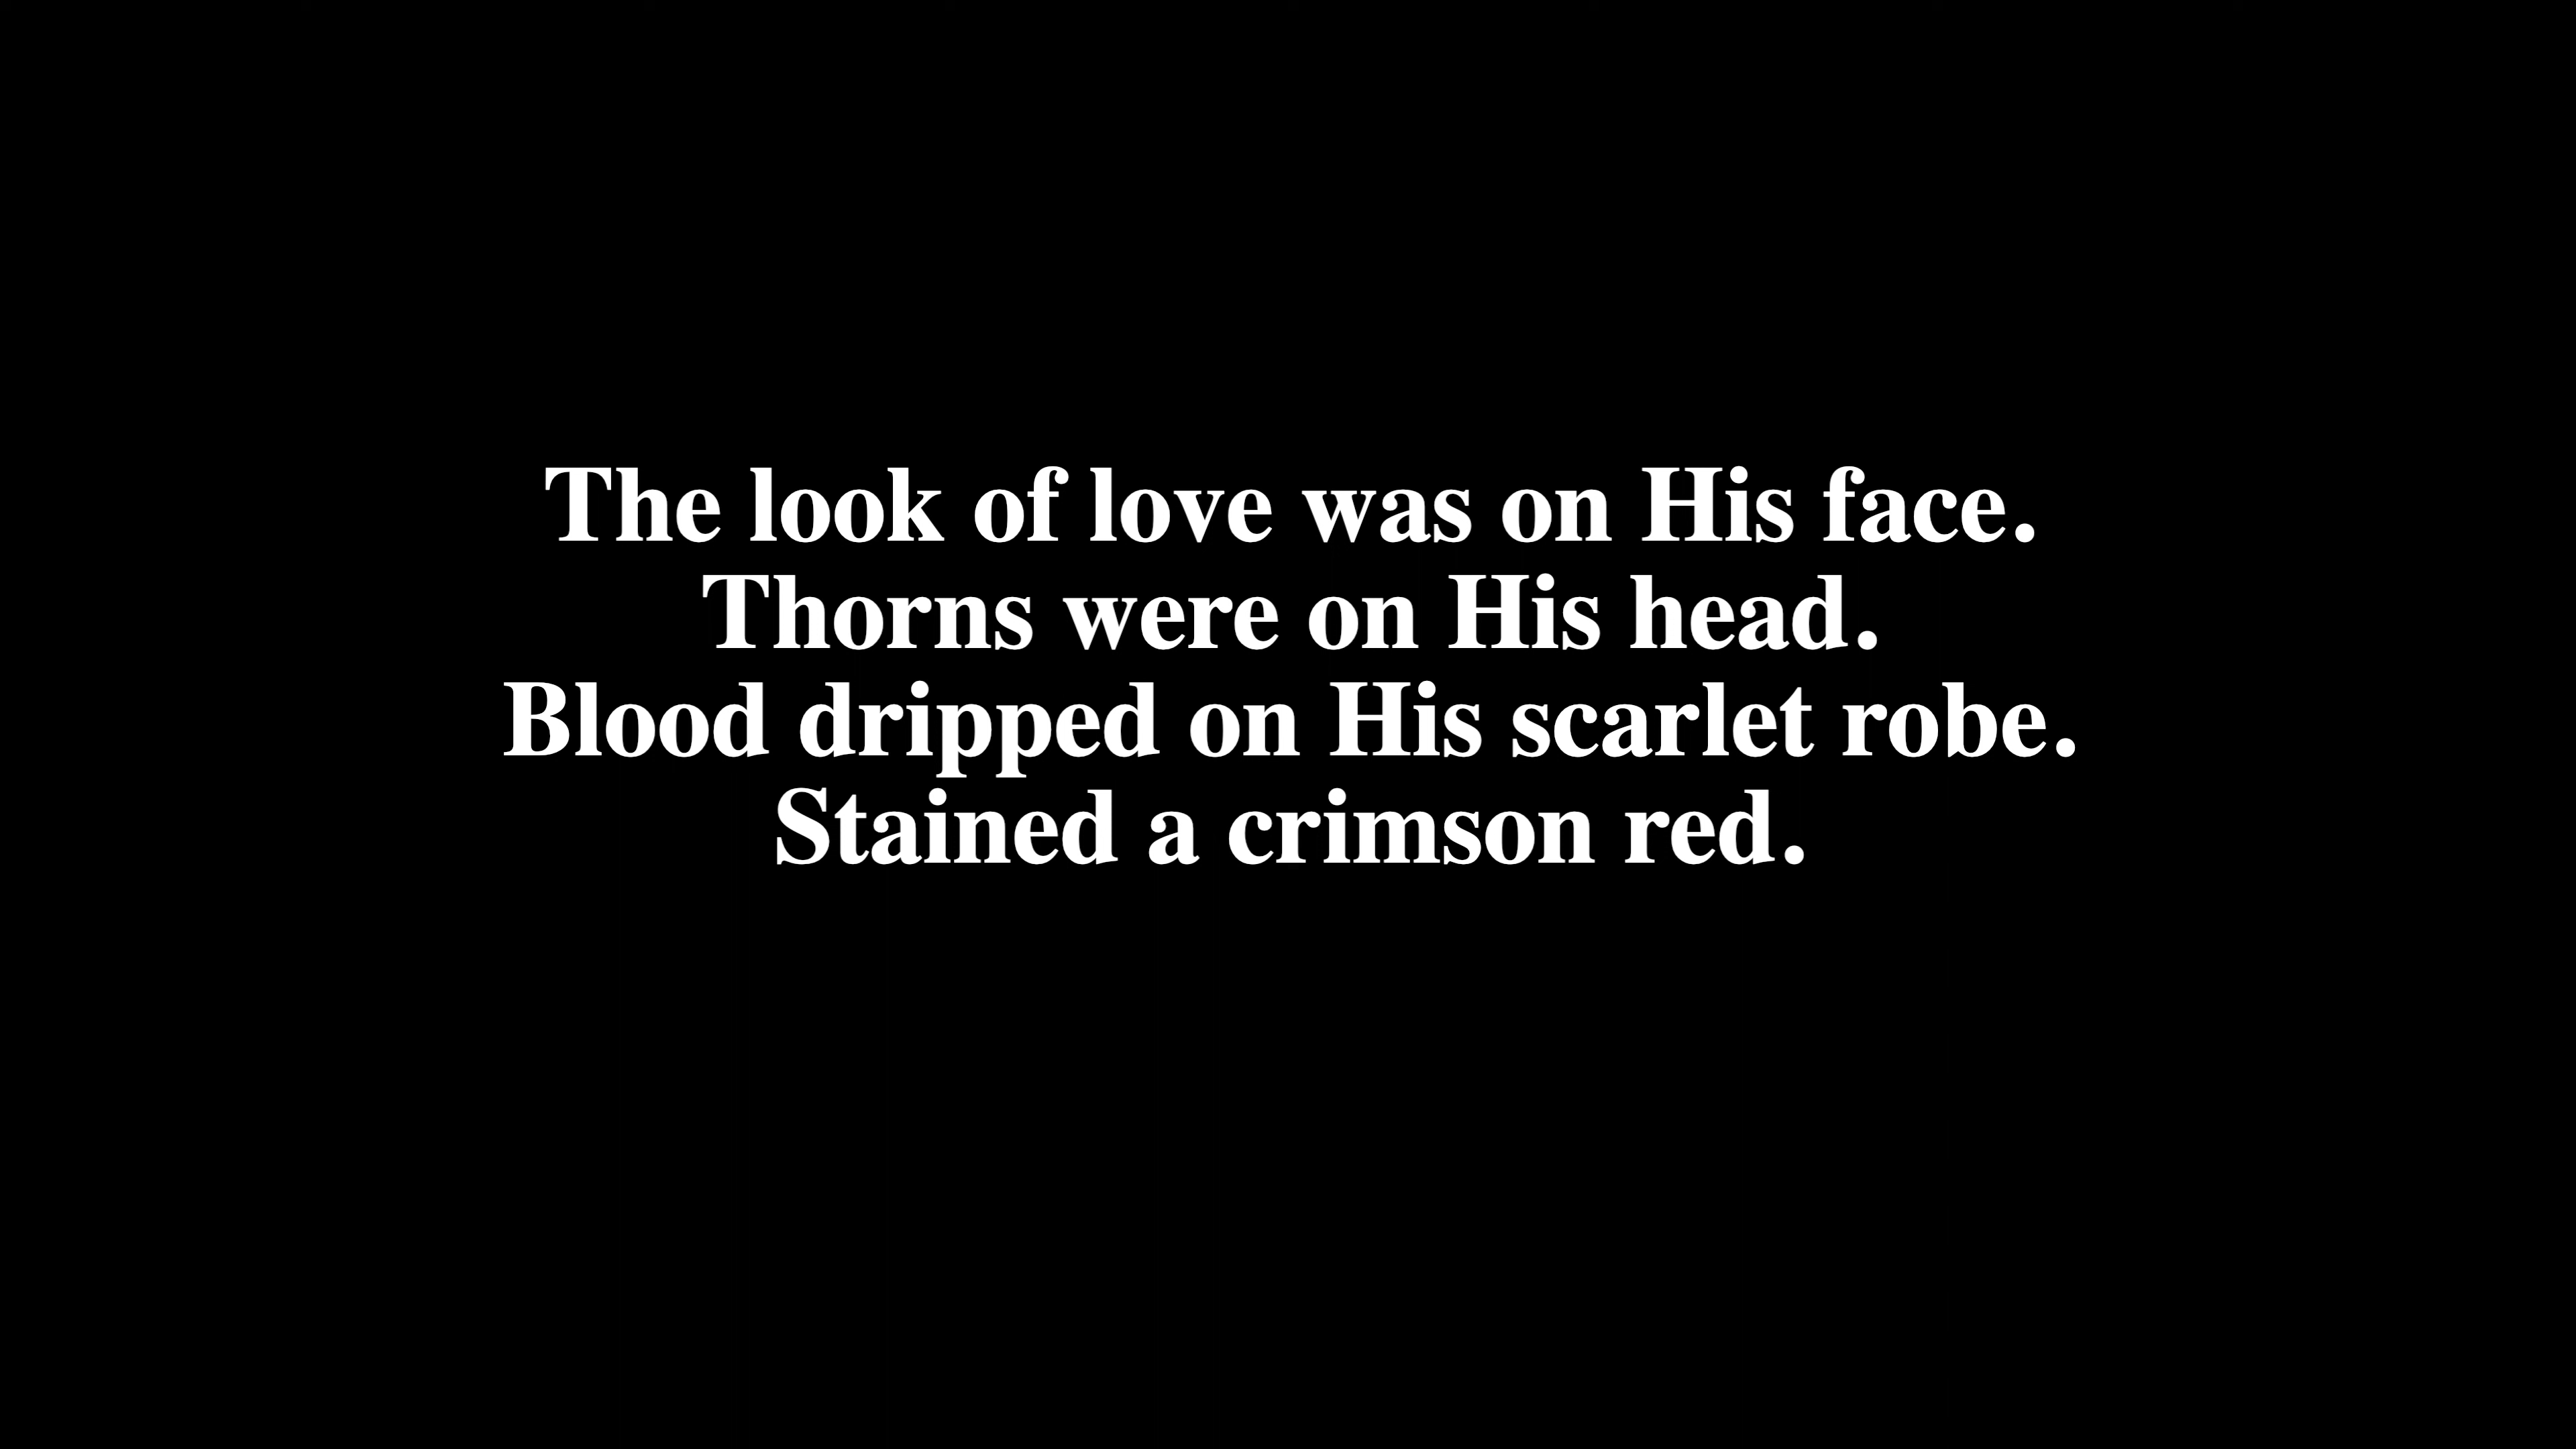 The look of love was on His face.
Thorns were on His head.
Blood dripped on His scarlet robe.
Stained a crimson red.